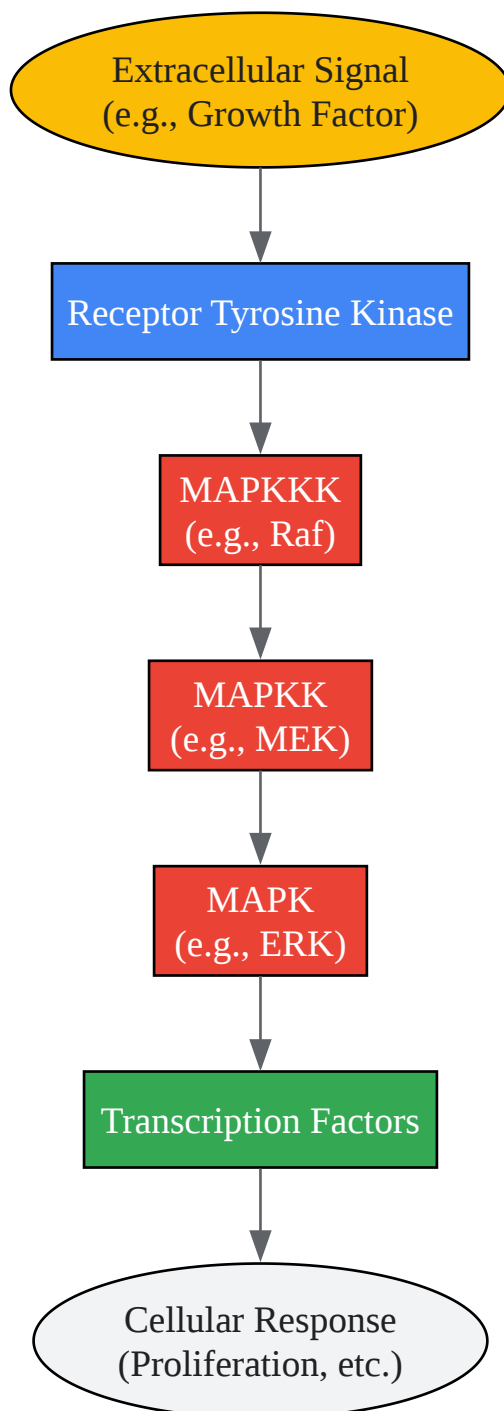 Extracellular Signal
(e.g., Growth Factor)
Receptor Tyrosine Kinase
MAPKKK
(e.g., Raf)
MAPKK
(e.g., MEK)
MAPK
(e.g., ERK)
Transcription Factors
Cellular Response
(Proliferation, etc.)